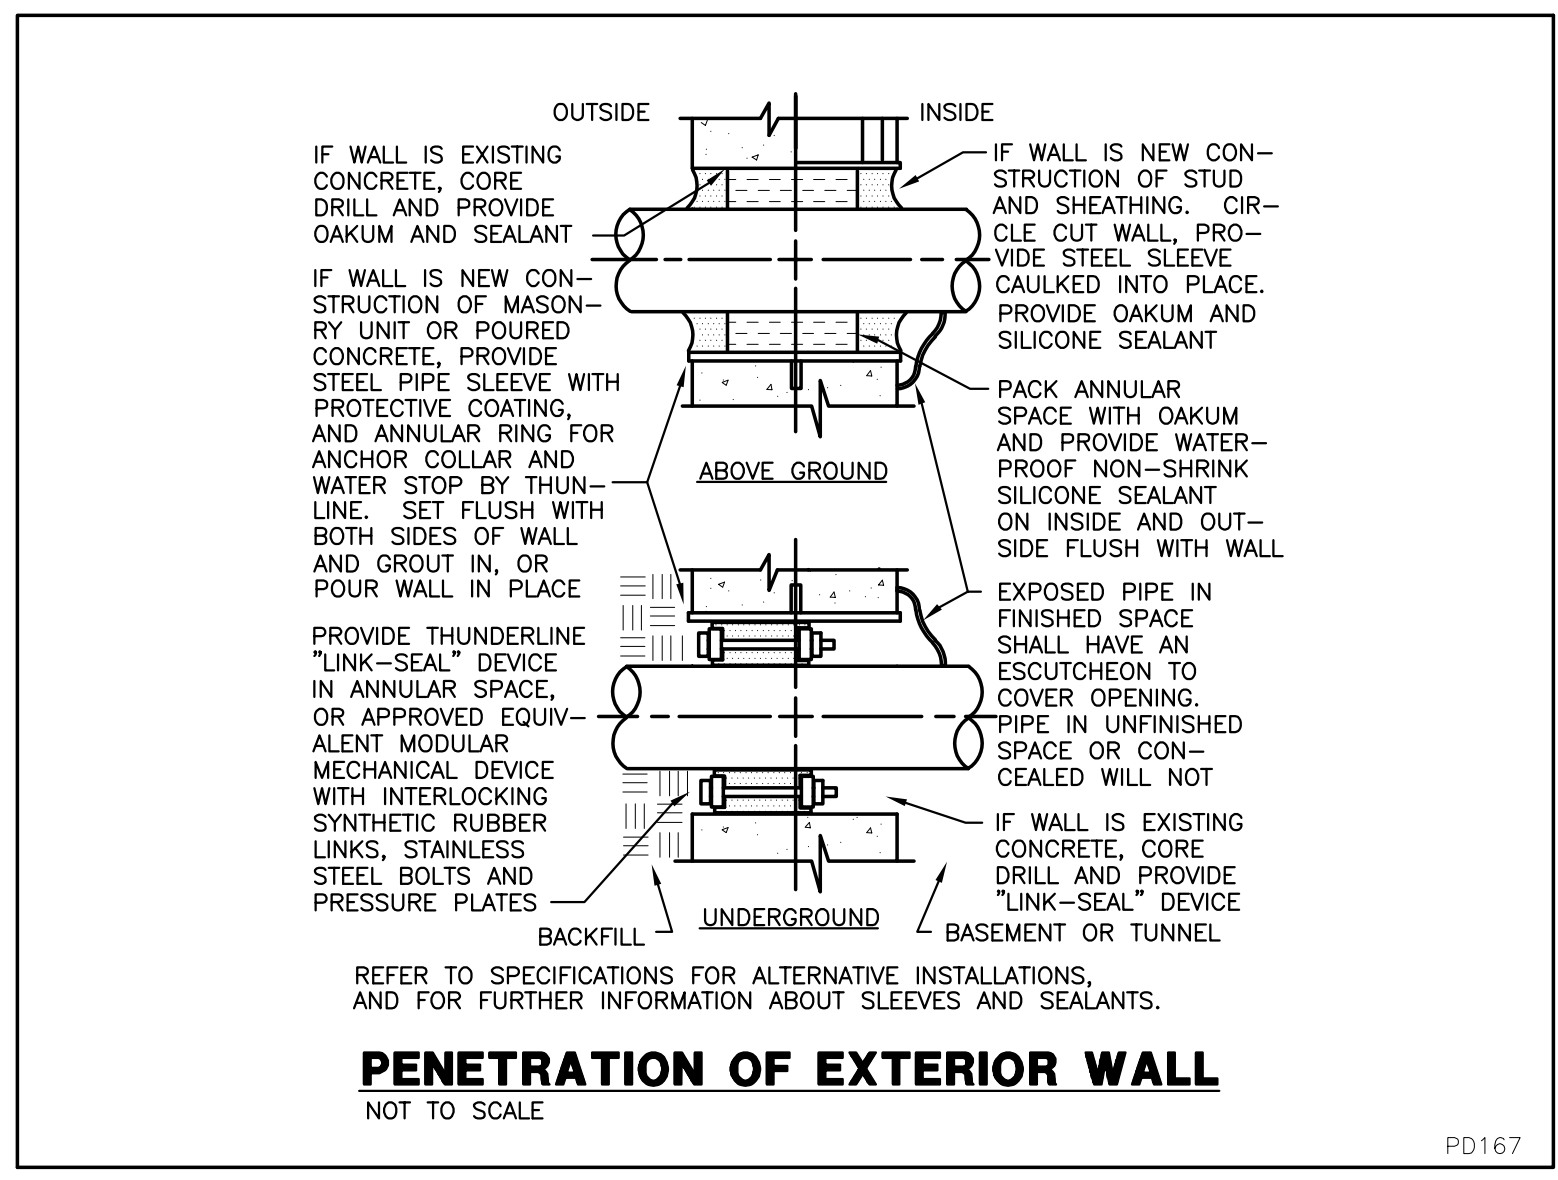 OUTSIDE
INSIDE
IF WALL IS EXISTING
CONCRETE, CORE
DRILL AND PROVIDE
OAKUM AND SEALANT
IF WALL IS NEW CON-
STRUCTION OF MASON-
RY UNIT OR POURED
CONCRETE, PROVIDE
STEEL PIPE SLEEVE WITH
PROTECTIVE COATING,
AND ANNULAR RING FOR
ANCHOR COLLAR AND
WATER STOP BY THUN-
LINE. SET FLUSH WITH
BOTH SIDES OF WALL
AND GROUT IN, OR
POUR WALL IN PLACE
PROVIDE THUNDERLINE
"LINK-SEAL" DEVICE
IN ANNULAR SPACE,
OR APPROVED EQUIV-
ALENT MODULAR
MECHANICAL DEVICE
WITH INTERLOCKING
SYNTHETIC RUBBER
LINKS, STAINLESS
STEEL BOLTS AND
PRESSURE PLATES
BACKFILL
ABOVE GROUND
UNDERGROUND
IF WALL IS NEW CON-
STRUCTION OF STUD
AND SHEATHING. CIR-
CLE CUT WALL, PRO-
VIDE STEEL SLEEVE
CAULKED INTO PLACE.
PROVIDE OAKUM AND
SILICONE SEALANT
PACK ANNULAR
SPACE WITH OAKUM
AND PROVIDE WATER-
PROOF NON-SHRINK
SILICONE SEALANT
ON INSIDE AND OUT-
SIDE FLUSH WITH WALL
EXPOSED PIPE IN
FINISHED SPACE
SHALL HAVE AN
ESCUTCHEON TO
COVER OPENING.
PIPE IN UNFINISHED
SPACE OR CON-
CEALED WILL NOT
IF WALL IS EXISTING
CONCRETE, CORE
DRILL AND PROVIDE
"LINK-SEAL" DEVICE
BASEMENT OR TUNNEL
REFER TO SPECIFICATIONS FOR ALTERNATIVE INSTALLATIONS,
AND FOR FURTHER INFORMATION ABOUT SLEEVES AND SEALANTS.
PENETRATION OF EXTERIOR WALL
NOT TO SCALE
PD167